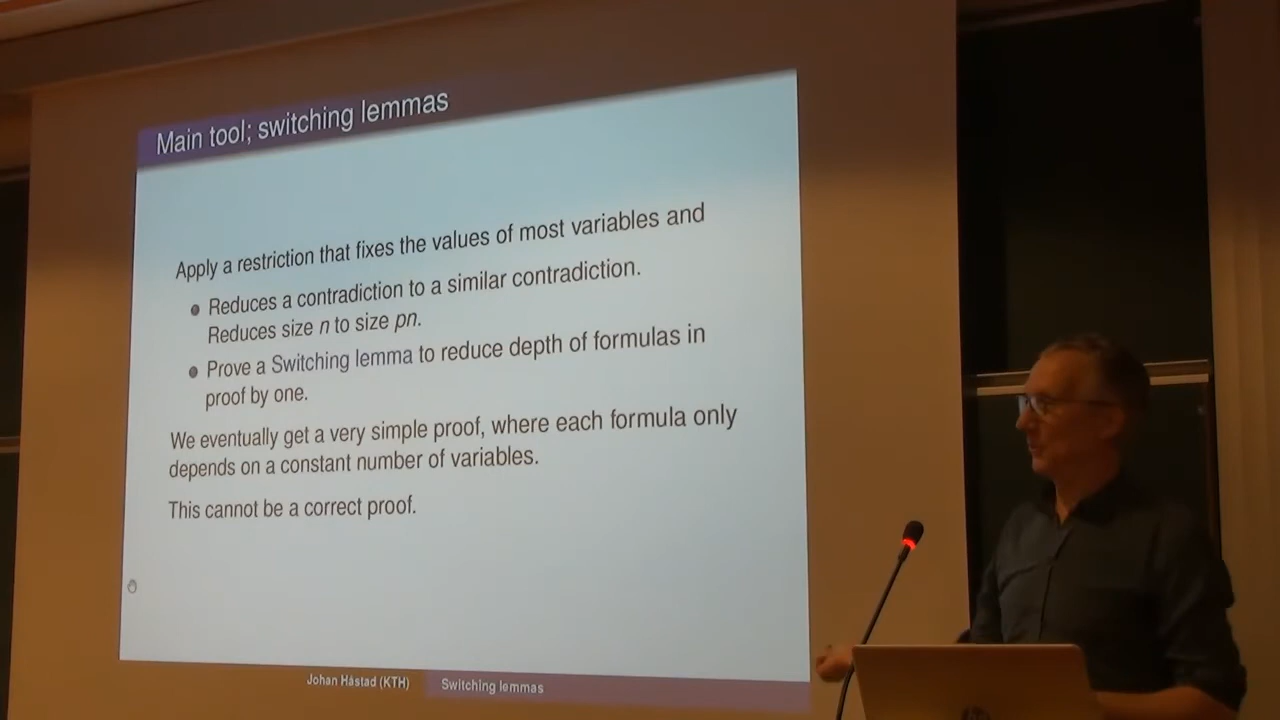 Main tool; switching lemmas
Apply a restriction that fixes the values of most variables and
Reduces a contradiction to a similar contradiction.
Reduces size n to size pn.
Prove a Switching lemma to reduce depth of formulas in
proof by one.
We eventually get a very simple proof, where each formula only
depends on a constant number of variables.
This cannot be a correct proof.
Johan Håstad (KTH)
Switching lemmas